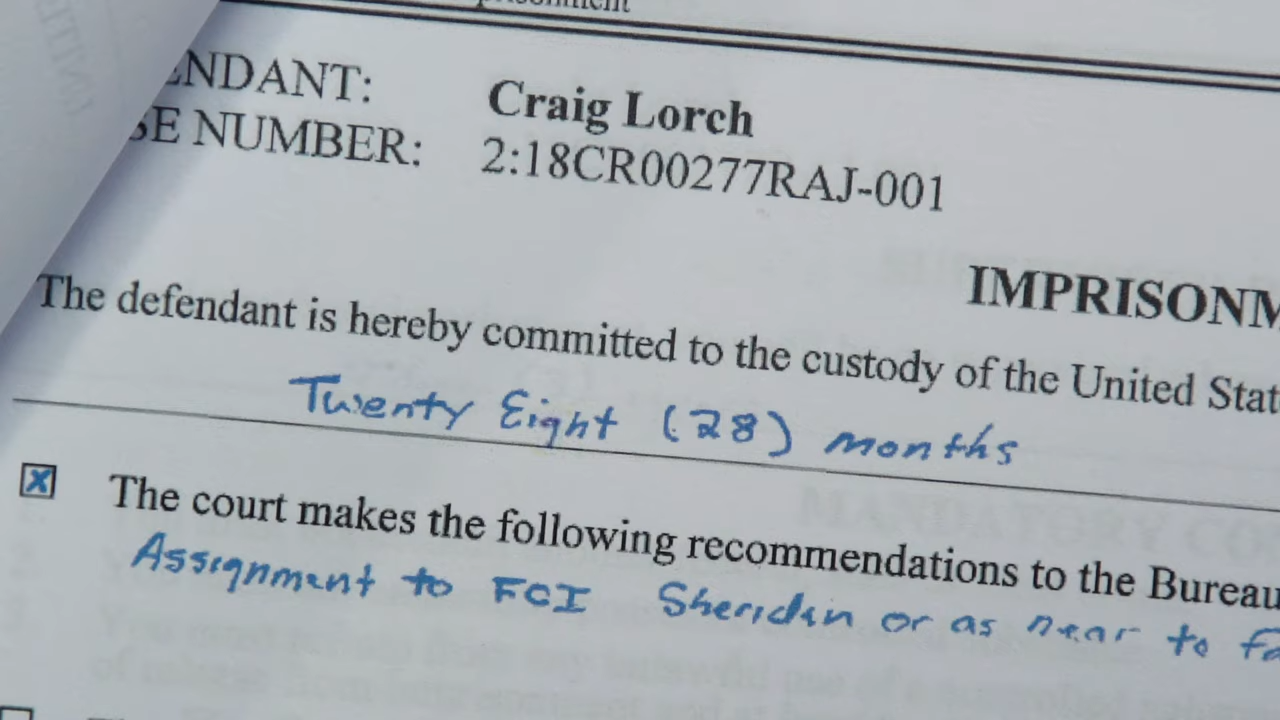 NDANT: Craig Lorch
SE NUMBER: 2:18CR00277RAJ-001
IMPRISONM
The defendant is hereby committed to the custody of the United Stat
Twenty Eight (28) months
x The court makes the following recommendations to the Bureau
Assignment to FCI Sheridan or as near to fa